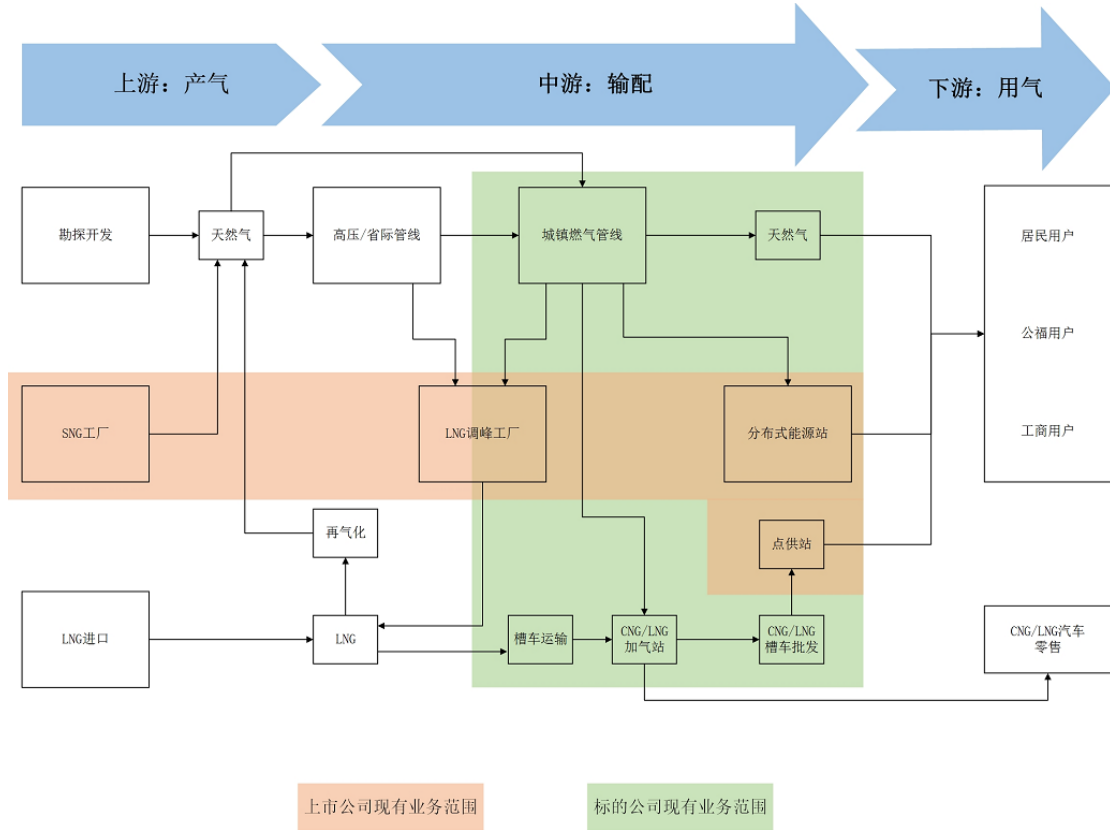 上游：产气
中游：输配
下游：用气
勘探开发
天然气
高压/省际管线
城镇燃气管线
天然气
居民用户
公福用户
工商用户
SNG工厂
LNG调峰工厂
分布式能源站
再气化
点供站
LNG进口
LNG
槽车运输
CNG/LNG
加气站
CNG/LNG
槽车批发
CNG/LNG汽车
零售
上市公司现有业务范围
标的公司现有业务范围